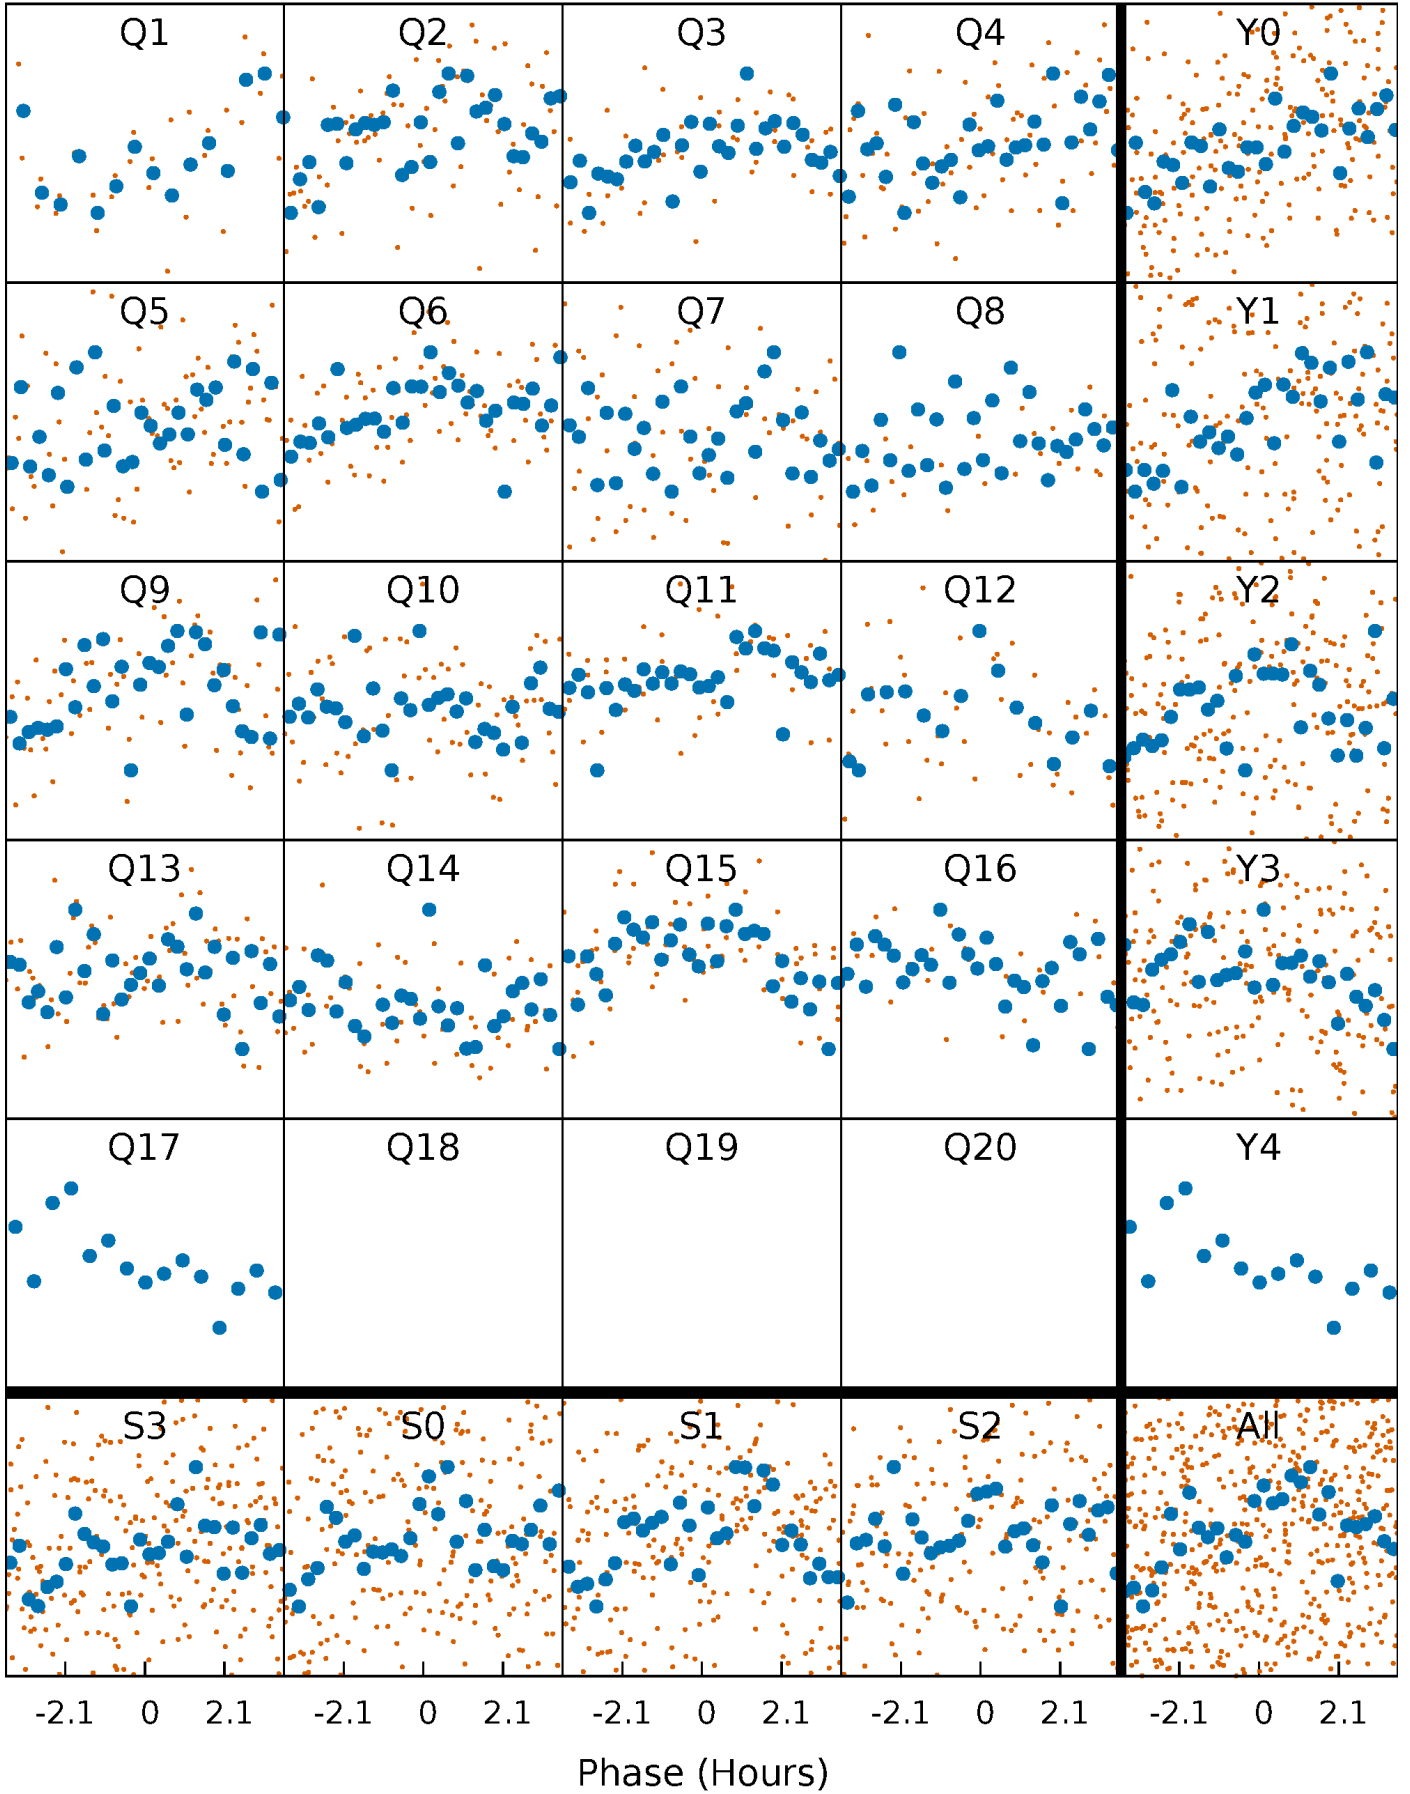 Q1 Q2 Q3 Q4 Y0
Q5 Q6 Q7 Q8 Y1
Q9 Q10 Q11 Q12 Y2
Q13 Q14 Q15 Q16 Y3
Q17 Q18 Q19 Q20 Y4
S3 S0 S1 S2 All
-2.1 0 2.1 -2.1 0 2.1 -2.1 0 2.1 -2.1 0 2.1 -2.1 0 2.1
Phase (Hours)